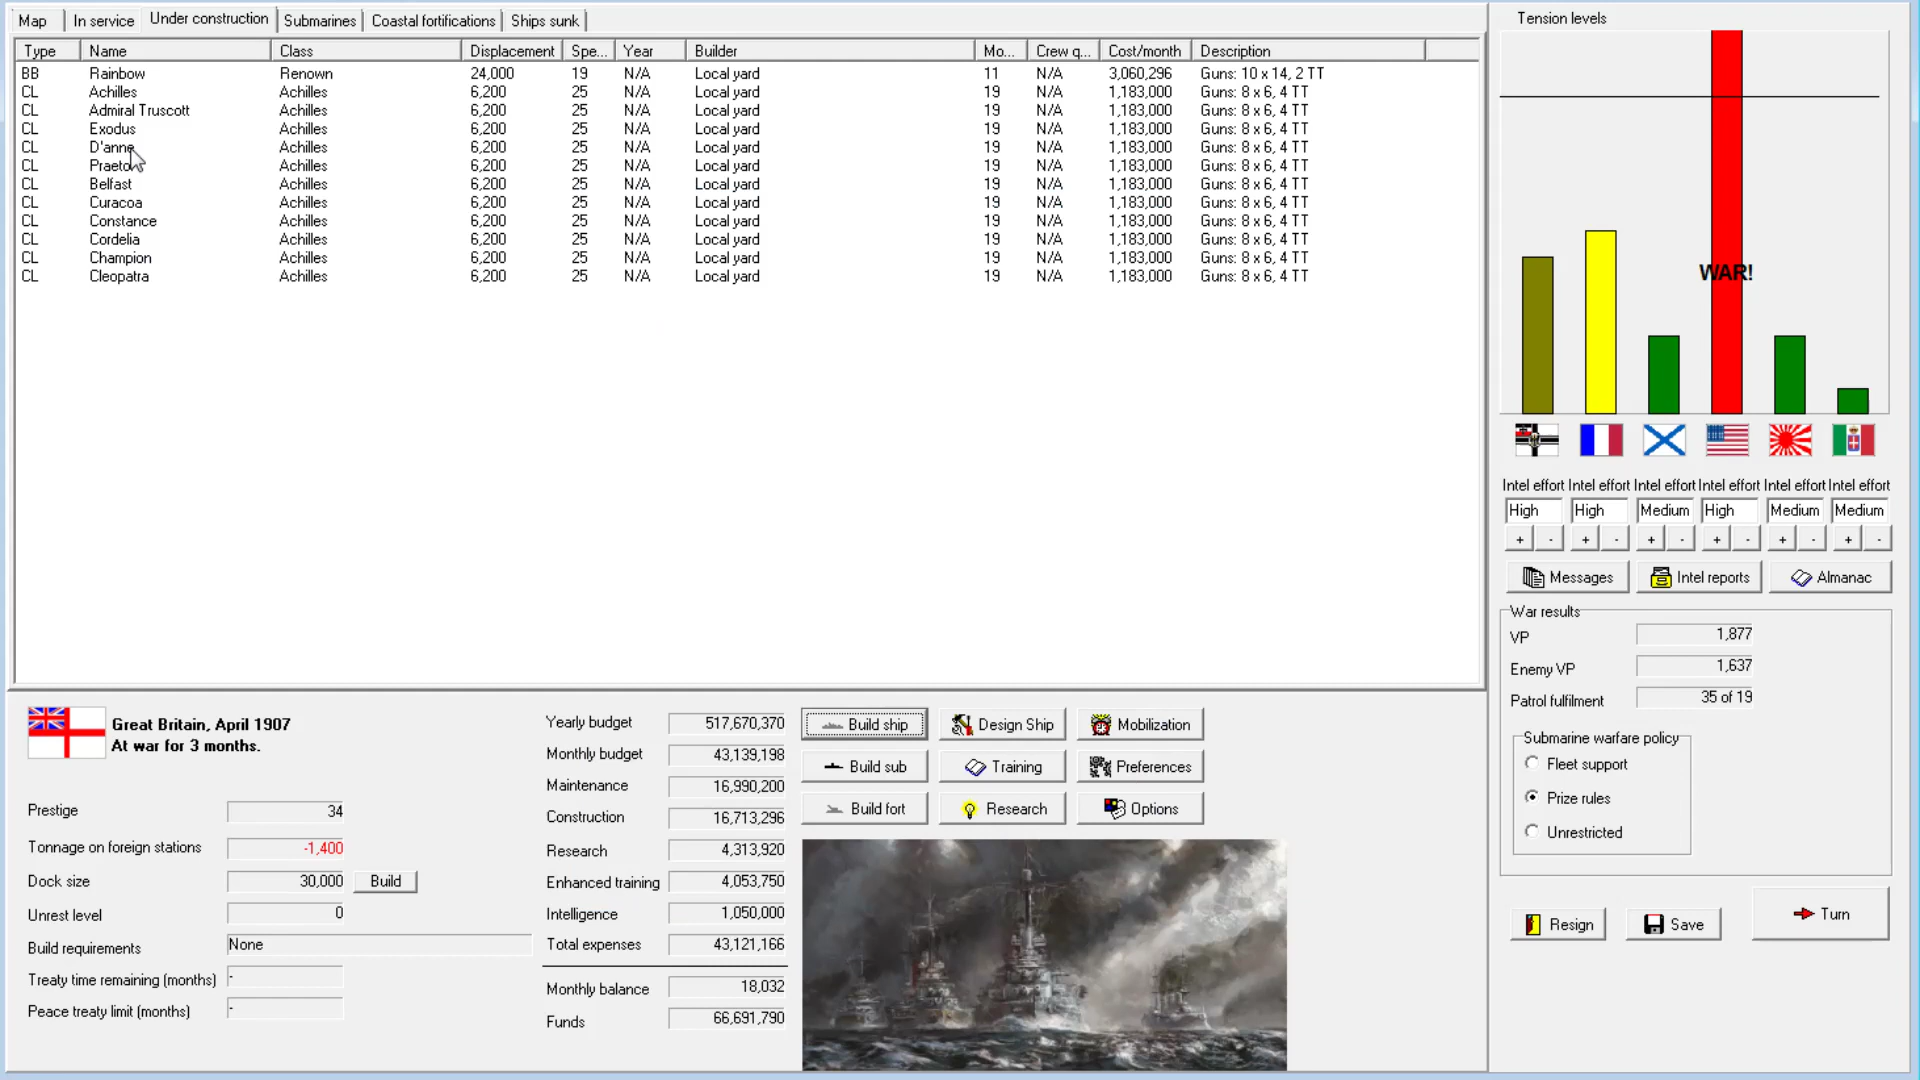 Map In service Under construction Submarines Coastal fortifications Ships sunk
Type Name Class Displacement Spe... Year Builder Mo... Crew q... Cost/month Description
BB Rainbow Renown 24,000 19 N/A Local yard 11 N/A 3,060,296 Guns: 10 x 14, 2 TT
CL Achilles Achilles 6,200 25 N/A Local yard 19 N/A 1,183,000 Guns: 8 x 6, 4 TT
CL Admiral Truscott Achilles 6,200 25 N/A Local yard 19 N/A 1,183,000 Guns: 8 x 6, 4 TT
CL Exodus Achilles 6,200 25 N/A Local yard 19 N/A 1,183,000 Guns: 8 x 6, 4 TT
CL D'anne Achilles 6,200 25 N/A Local yard 19 N/A 1,183,000 Guns: 8 x 6, 4 TT
CL Achilles 6,200 25 N/A Local yard 19 N/A 1,183,000 Guns: 8 x 6, 4 TT
CL Belfast Achilles 6,200 25 N/A Local yard 19 N/A 1,183,000 Guns: 8 x 6, 4 TT
CL Curacoa Achilles 6,200 25 N/A Local yard 19 N/A 1,183,000 Guns: 8 x 6, 4 TT
CL Constance Achilles 6,200 25 N/A Local yard 19 N/A 1,183,000 Guns: 8 x 6, 4 TT
CL Cordelia Achilles 6,200 25 N/A Local yard 19 N/A 1,183,000 Guns: 8 x 6, 4 TT
CL Champion Achilles 6,200 25 N/A Local yard 19 N/A 1,183,000 Guns: 8 x 6, 4 TT
CL Cleopatra Achilles 6,200 25 N/A Local yard 19 N/A 1,183,000 Guns: 8 x 6, 4 TT
Great Britain, April 1907
At war for 3 months.
Prestige 34
Tonnage on foreign stations -1,400
Dock size 30,000 Build
Unrest level 0
Build requirements None
Treaty time remaining (months) -
Peace treaty limit (months) -
Yearly budget 517,670,370
Monthly budget 43,139,198
Maintenance 16,990,200
Construction 16,713,296
Research 4,313,920
Enhanced training 4,053,750
Intelligence 1,050,000
Total expenses 43,121,166
Monthly balance 18,032
Funds 66,691,790
Build ship Design Ship Mobilization
Build sub Training Preferences
Build fort Research Options
Tension levels
WAR!
Intel effort Intel effort Intel effort Intel effort Intel effort Intel effort
High High Medium High Medium Medium
+ - + - + - + - + - + -
Messages Intel reports Almanac
War results
VP 1,877
Enemy VP 1,637
Patrol fulfilment 35 of 19
Submarine warfare policy
Fleet support
Prize rules
Unrestricted
Resign Save Turn